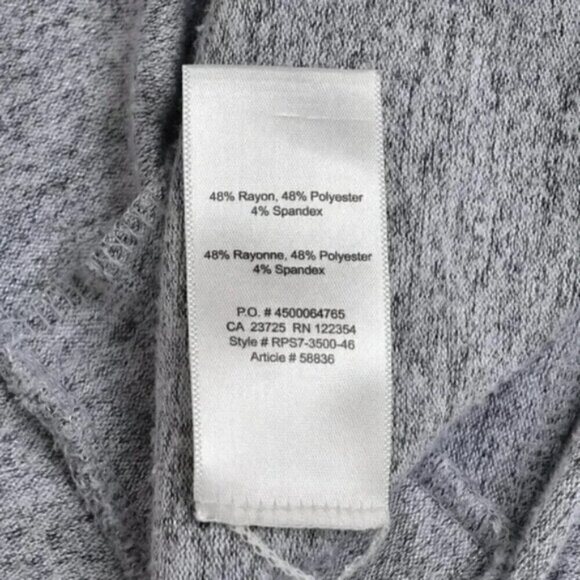 48% Rayon, 48% Polyester
4% Spandex
48% Rayonne, 48% Polyester
4% Spandex
P.O. # 4500064765
CA 23725 RN 122354
Style # RPS7-3500-46
Article # 58836